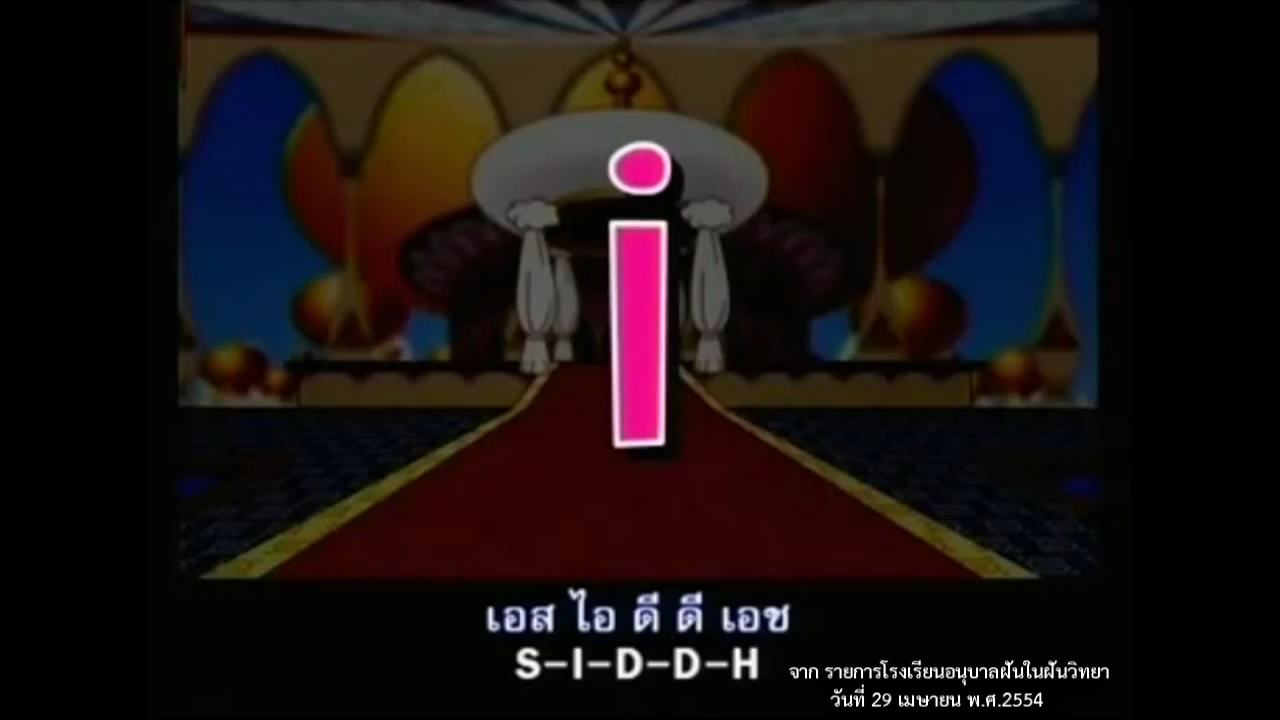 i
เอส ไอ ดี ดี เอช
S-I-D-D-H
จาก รายการโรงเรียนอนุบาลฝันในฝันวิทยา
วันที่ 29 เมษายน พ.ศ.2554